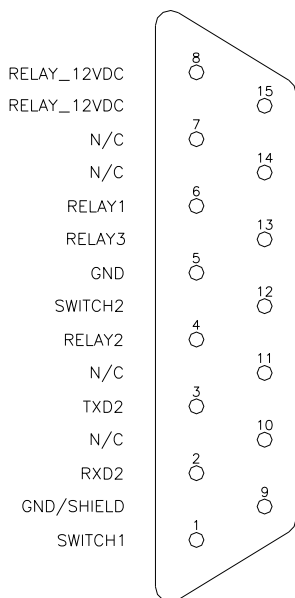 RELAY_12VDC 8
RELAY_12VDC 15
N/C 7
N/C 14
RELAY1 6
RELAY3 13
GND 5
SWITCH2 12
RELAY2 4
N/C 11
TXD2 3
N/C 10
RXD2 2
GND/SHIELD 9
SWITCH1 1